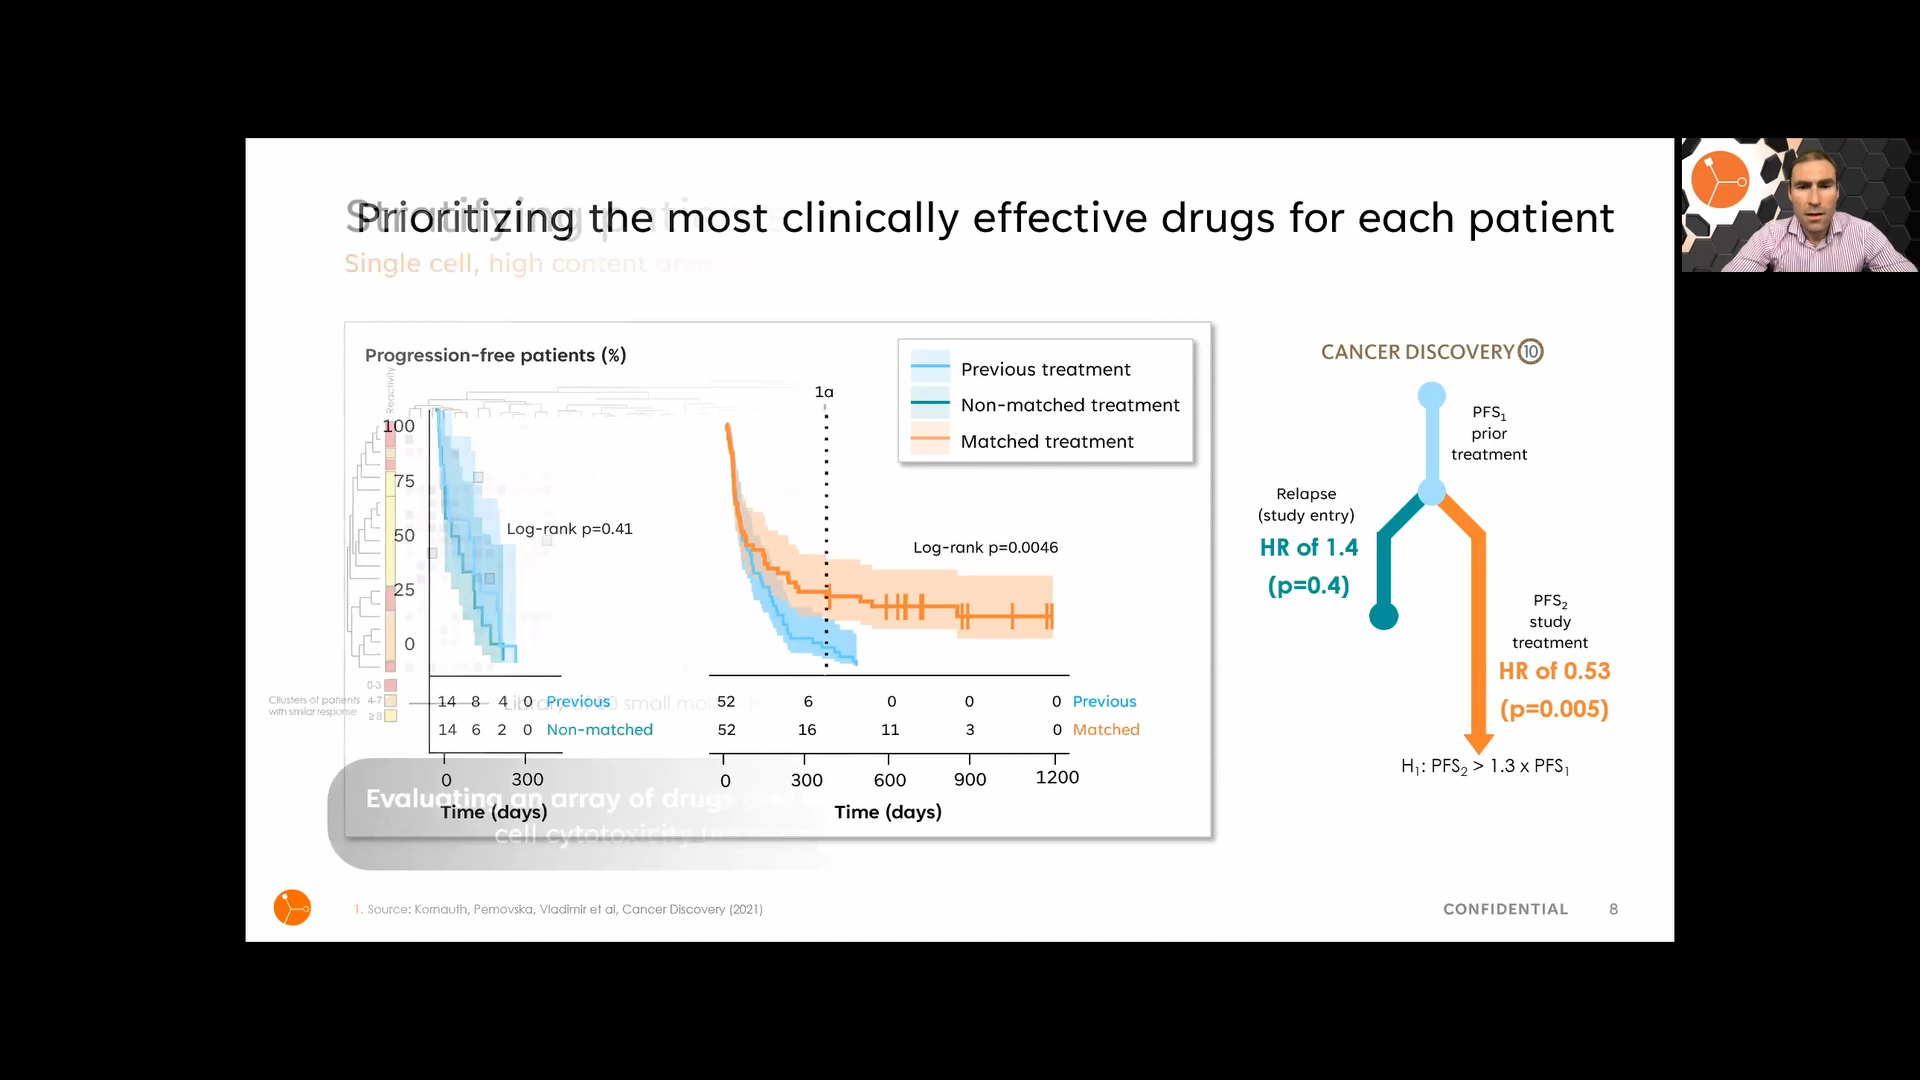 Prioritizing the most clinically effective drugs for each patient
Stratifying patients
Single cell, high content
Progression-free patients (%)
Reactivity
100
75
50
25
0
Log-rank p=0.41
1a
Log-rank p=0.0046
Previous treatment
Non-matched treatment
Matched treatment
0-3
4-7
≥ 8
Clusters of patients
with similar response
Library of small
14 8 4 0 Previous
14 6 2 0 Non-matched
0 300
Time (days)
52 6 0 0 0 Previous
52 16 11 3 0 Matched
0 300 600 900 1200
Time (days)
Evaluating an array of drugs
cell cytotoxicity
CANCER DISCOVERY 10
PFS1
prior
treatment
Relapse
(study entry)
HR of 1.4
(p=0.4)
PFS2
study
treatment
HR of 0.53
(p=0.005)
H1: PFS2 > 1.3 x PFS1
1. Source: Kornauth, Pemovska, Vladimir et al, Cancer Discovery (2021)
CONFIDENTIAL 8